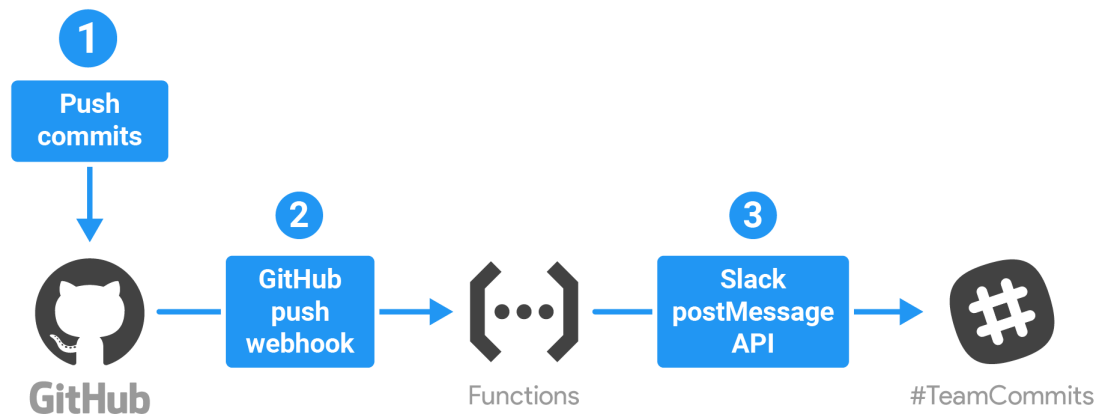 1
Push
commits
2
GitHub
push
webhook
3
Slack
postMessage
API
GitHub
Functions
#TeamCommits